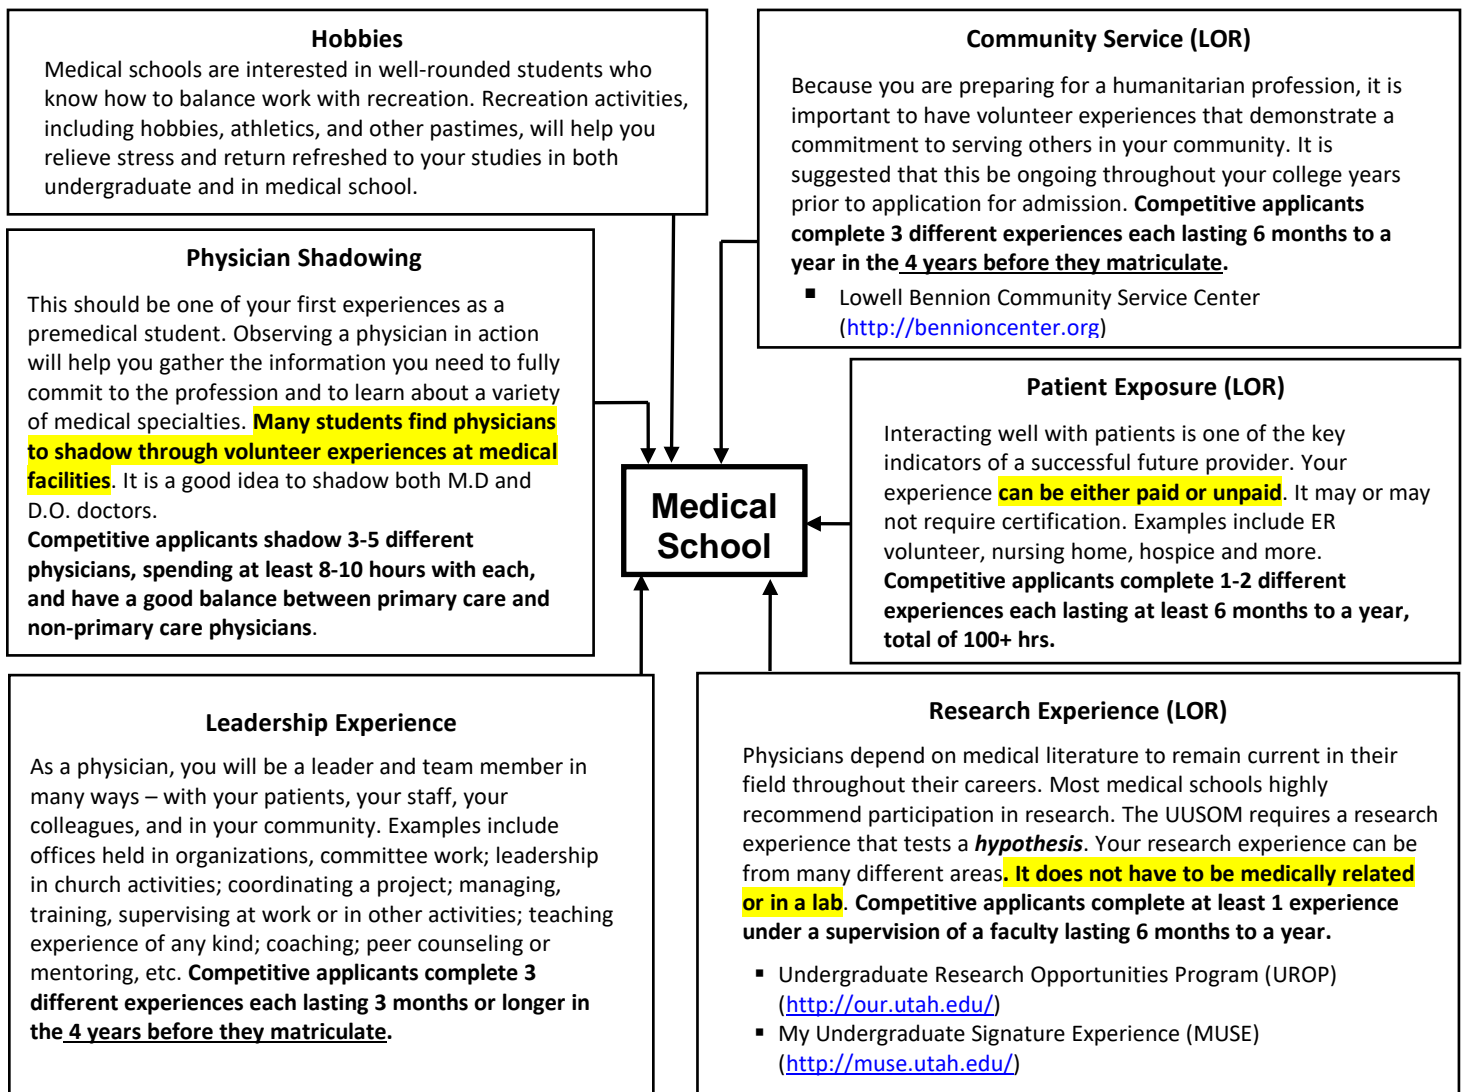 Hobbies
Medical schools are interested in well-rounded students who
know how to balance work with recreation. Recreation activities,
including hobbies, athletics, and other pastimes, will help you
relieve stress and return refreshed to your studies in both
undergraduate and in medical school.
Community Service (LOR)
Because you are preparing for a humanitarian profession, it is
important to have volunteer experiences that demonstrate a
commitment to serving others in your community. It is
suggested that this be ongoing throughout your college years
prior to application for admission. Competitive applicants
complete 3 different experiences each lasting 6 months to a
year in the 4 years before they matriculate.
▪ Lowell Bennion Community Service Center
(http://bennioncenter.org)
Physician Shadowing
This should be one of your first experiences as a
premedical student. Observing a physician in action
will help you gather the information you need to fully
commit to the profession and to learn about a variety
of medical specialties. Many students find physicians
to shadow through volunteer experiences at medical
facilities. It is a good idea to shadow both M.D and
D.O. doctors.
Competitive applicants shadow 3-5 different
physicians, spending at least 8-10 hours with each,
and have a good balance between primary care and
non-primary care physicians.
Patient Exposure (LOR)
Interacting well with patients is one of the key
indicators of a successful future provider. Your
experience can be either paid or unpaid. It may or may
not require certification. Examples include ER
volunteer, nursing home, hospice and more.
Competitive applicants complete 1-2 different
experiences each lasting at least 6 months to a year,
total of 100+ hrs.
Medical
School
Leadership Experience
As a physician, you will be a leader and team member in
many ways – with your patients, your staff, your
colleagues, and in your community. Examples include
offices held in organizations, committee work; leadership
in church activities; coordinating a project; managing,
training, supervising at work or in other activities; teaching
experience of any kind; coaching; peer counseling or
mentoring, etc. Competitive applicants complete 3
different experiences each lasting 3 months or longer in
the 4 years before they matriculate.
Research Experience (LOR)
Physicians depend on medical literature to remain current in their
field throughout their careers. Most medical schools highly
recommend participation in research. The UUSOM requires a research
experience that tests a hypothesis. Your research experience can be
from many different areas. It does not have to be medically related
or in a lab. Competitive applicants complete at least 1 experience
under a supervision of a faculty lasting 6 months to a year.
▪ Undergraduate Research Opportunities Program (UROP)
(http://our.utah.edu/)
▪ My Undergraduate Signature Experience (MUSE)
(http://muse.utah.edu/)